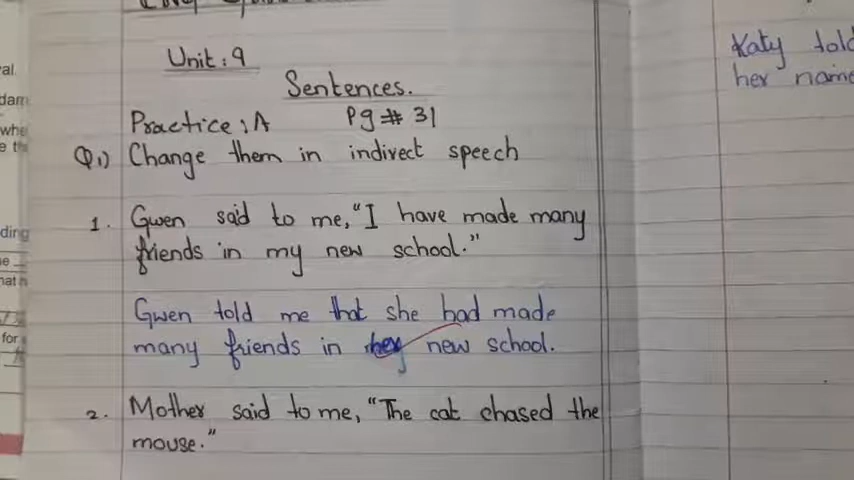 Unit: 9
Sentences.
Practice: A Pg # 31
Q1) Change them in indirect speech
1. Gwen said to me, "I have made many
friends in my new school."
Gwen told me that she had made
many friends in her new school.
2. Mother said to me, "The cat chased the
mouse."
Katy told
her name